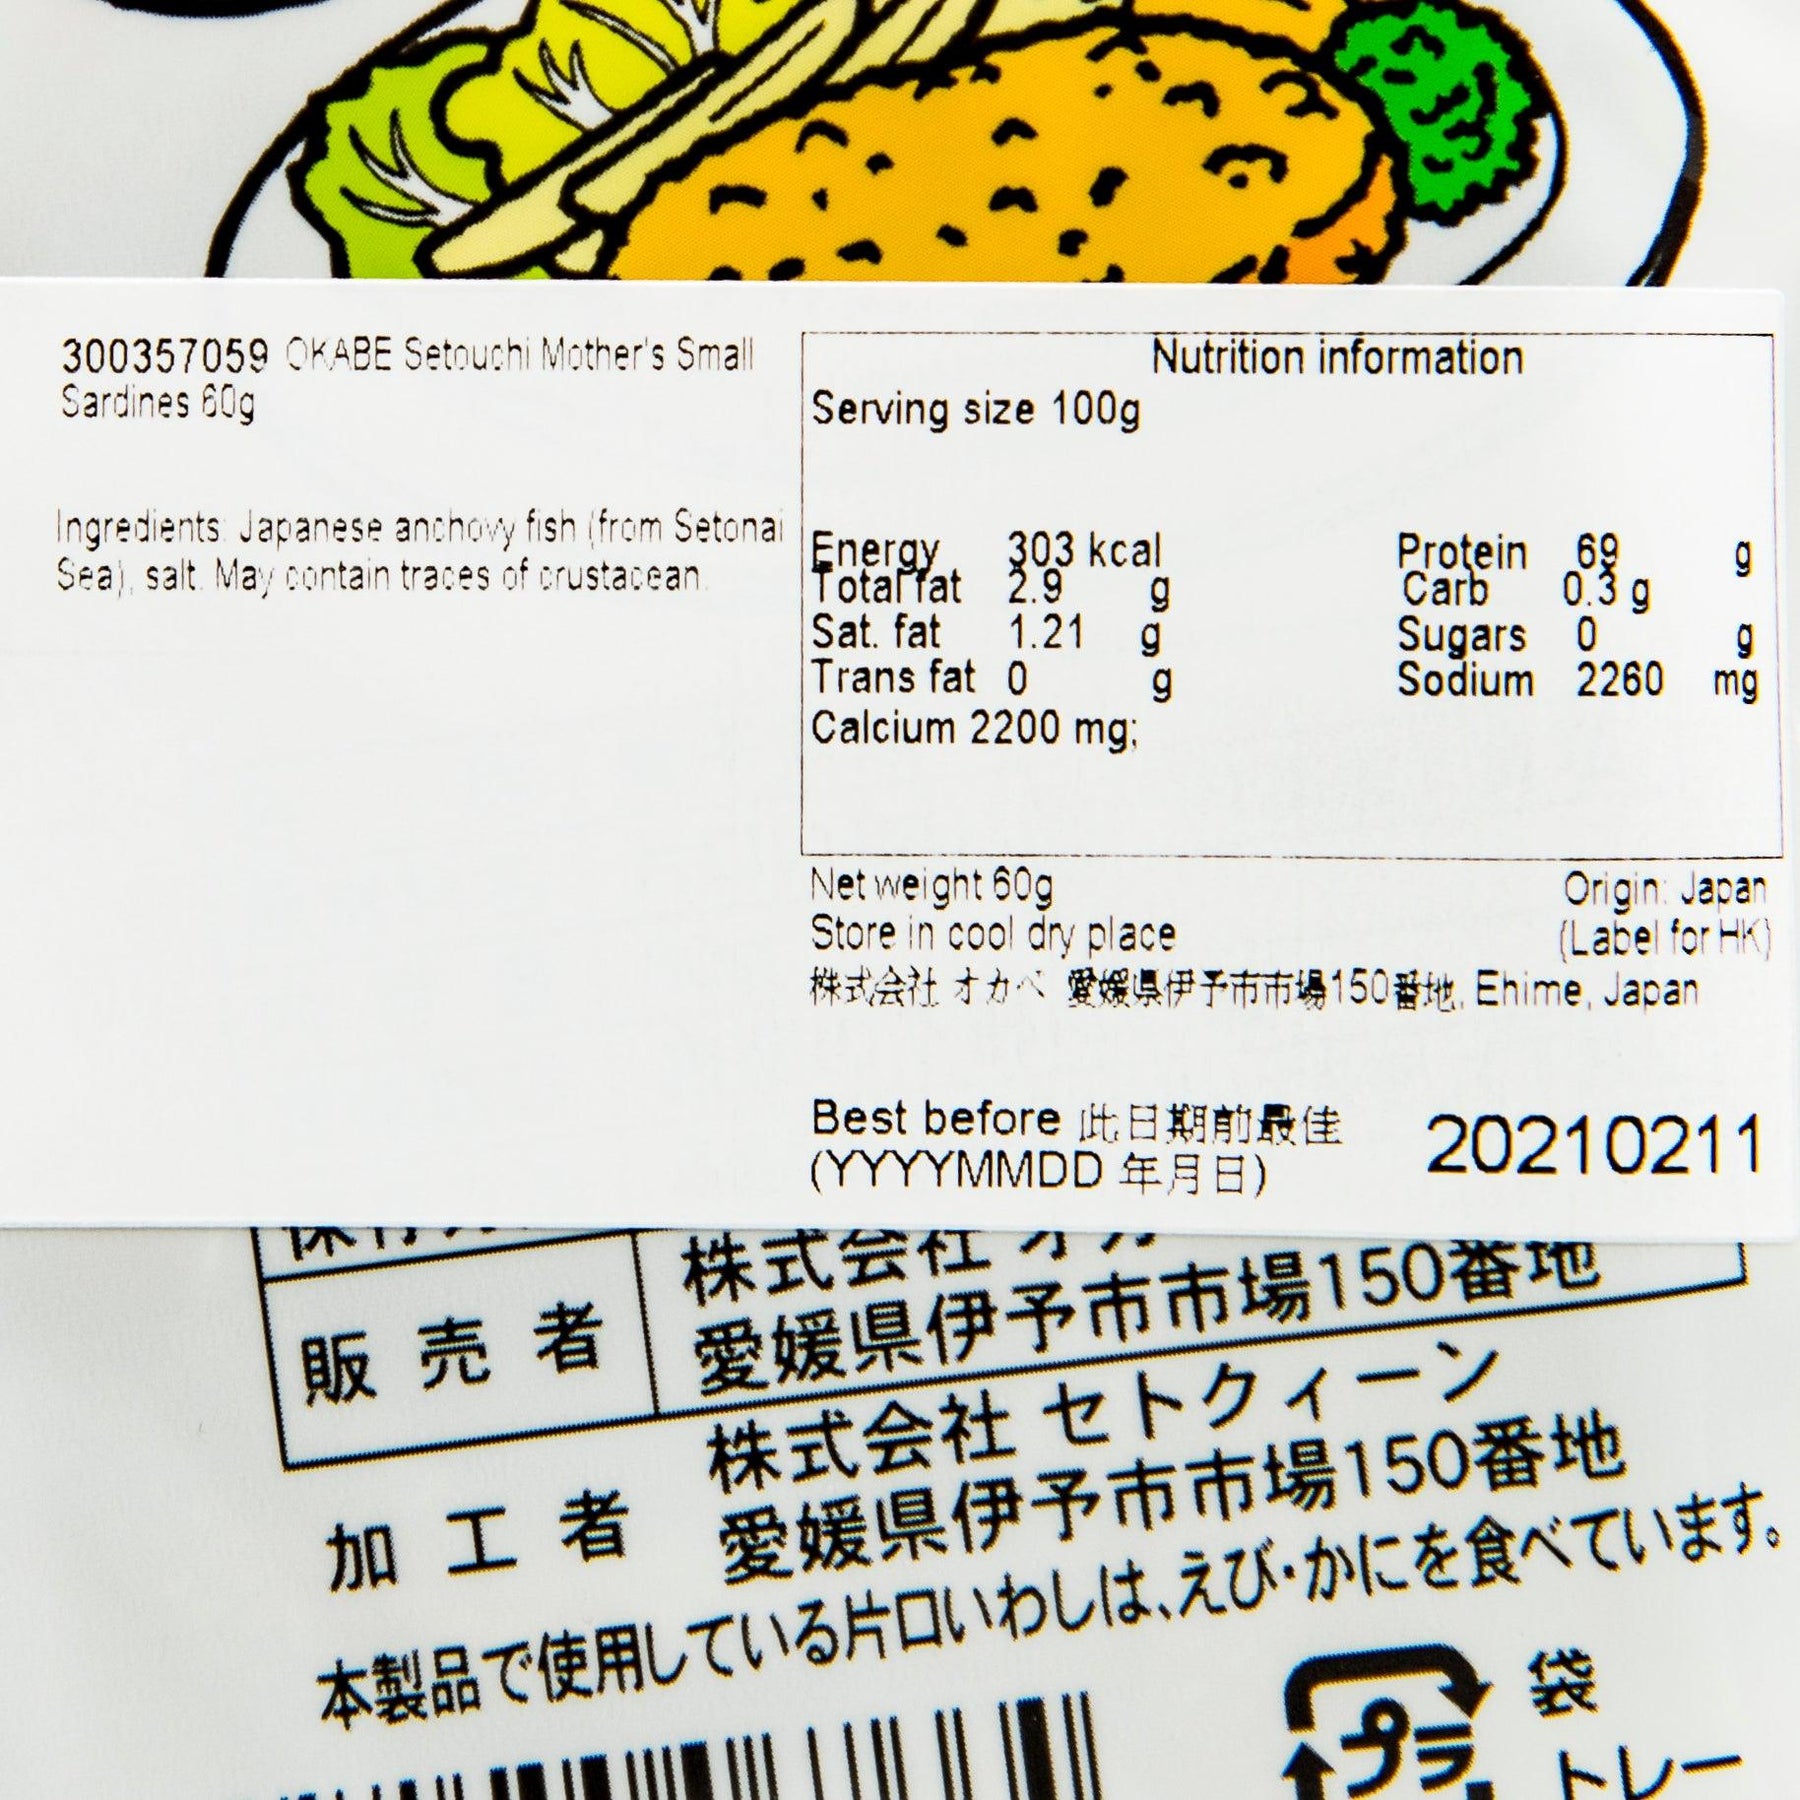 300357059 OKABE Setouchi Mother's Small
Sardines 60g
Ingredients: Japanese anchovy fish (from Setonai
Sea), salt. May contain traces of crustacean.
Nutrition information
Serving size 100g
Energy 303 kcal Protein 69 g
Total fat 2.9 g Carb 0.3 g
Sat. fat 1.21 g Sugars 0 g
Trans fat 0 g Sodium 2260 mg
Calcium 2200 mg;
Net weight 60g Origin: Japan
Store in cool dry place (Label for HK)
株式会社 オカベ 愛媛県伊予市市場150番地, Ehime, Japan
Best before 此日期前最佳 20210211
(YYYYMMDD 年月日)
販売者 株式会社
愛媛県伊予市市場150番地
加工者 株式会社 セトクィーン
愛媛県伊予市市場150番地
本製品で使用している片口いわしは、えび・かにを食べています。
プラ
袋
トレー